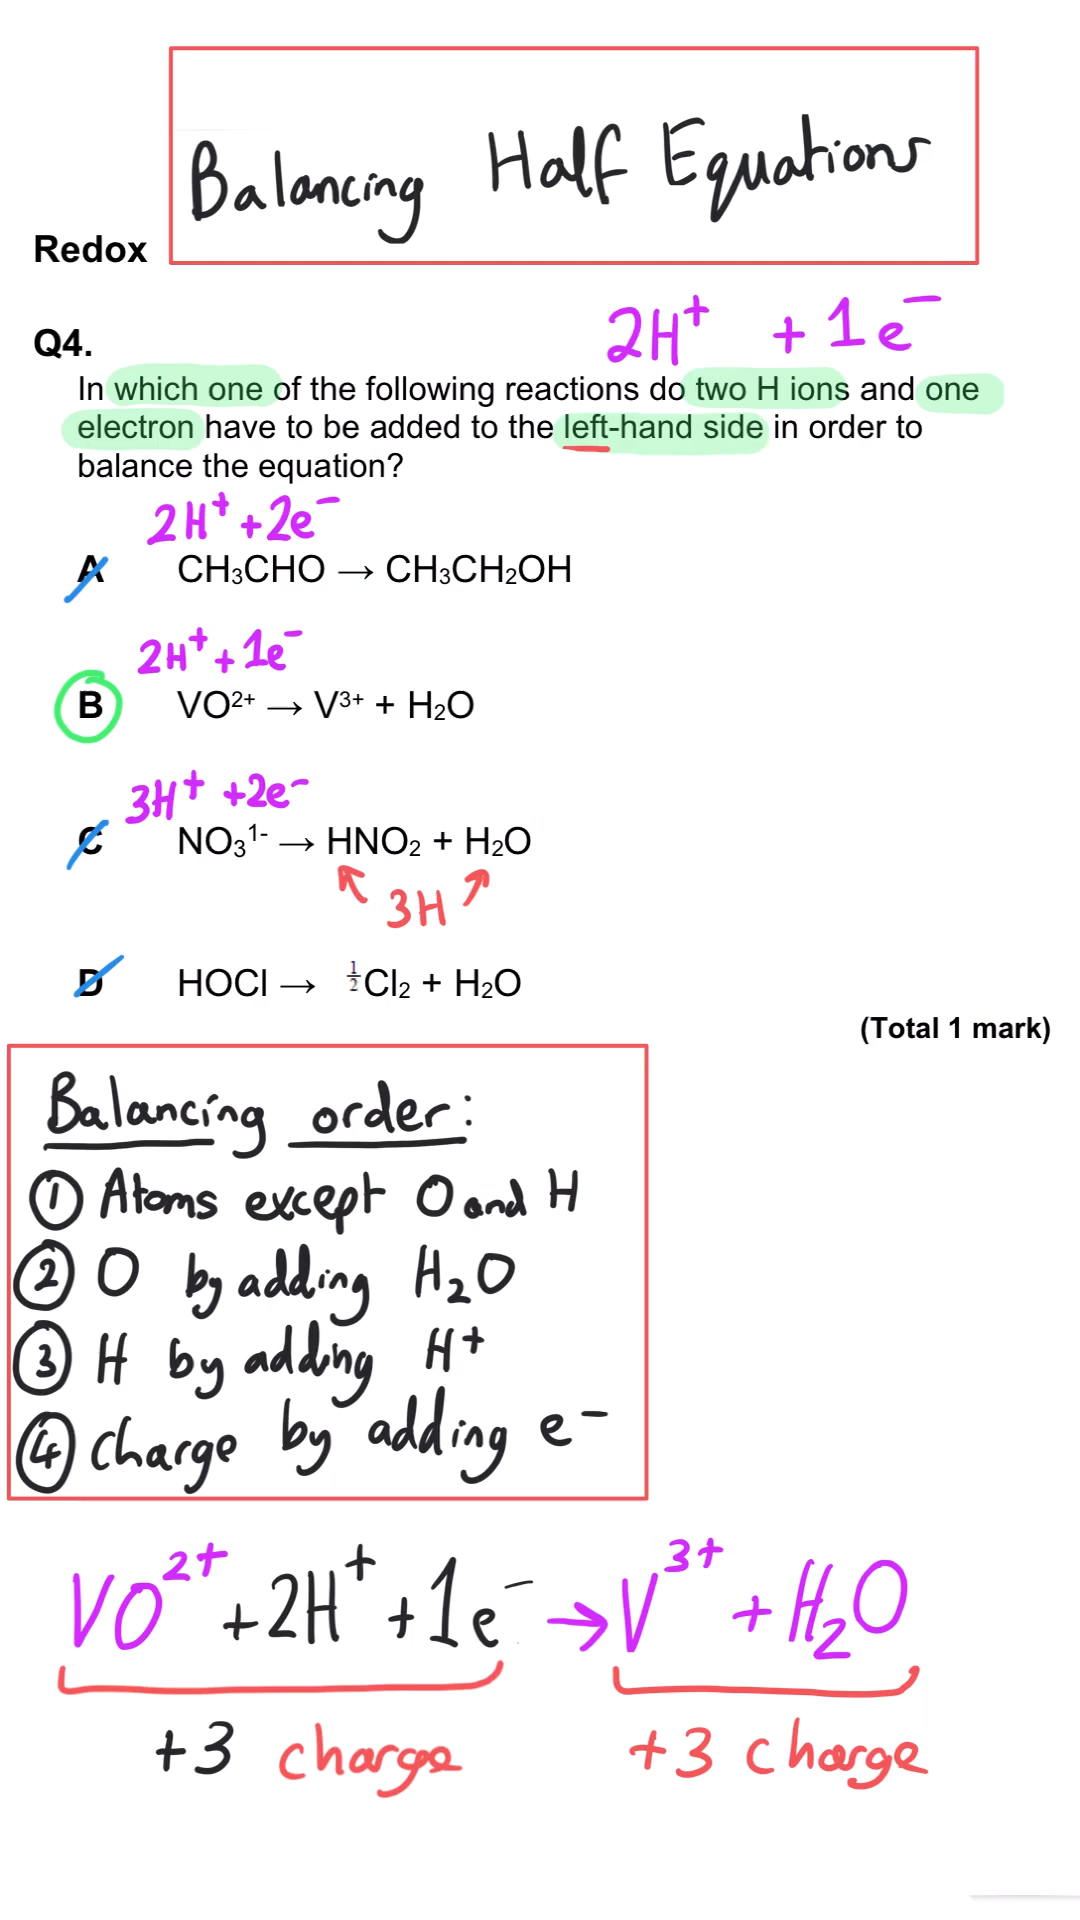 Balancing Half Equations
Redox
2H⁺ + 1e⁻
Q4.
In which one of the following reactions do two H ions and one
electron have to be added to the left-hand side in order to
balance the equation?
2H⁺ + 2e⁻
A CH₃CHO → CH₃CH₂OH
2H⁺ + 1e⁻
B VO²⁺ → V³⁺ + H₂O
3H⁺ + 2e⁻
C NO₃¹⁻ → HNO₂ + H₂O
3H
D HOCl → ½Cl₂ + H₂O
(Total 1 mark)
Balancing order:
① Atoms except O and H
② O by adding H₂O
③ H by adding H⁺
④ Charge by adding e⁻
VO²⁺ + 2H⁺ + 1e⁻ → V³⁺ + H₂O
+3 charge +3 charge